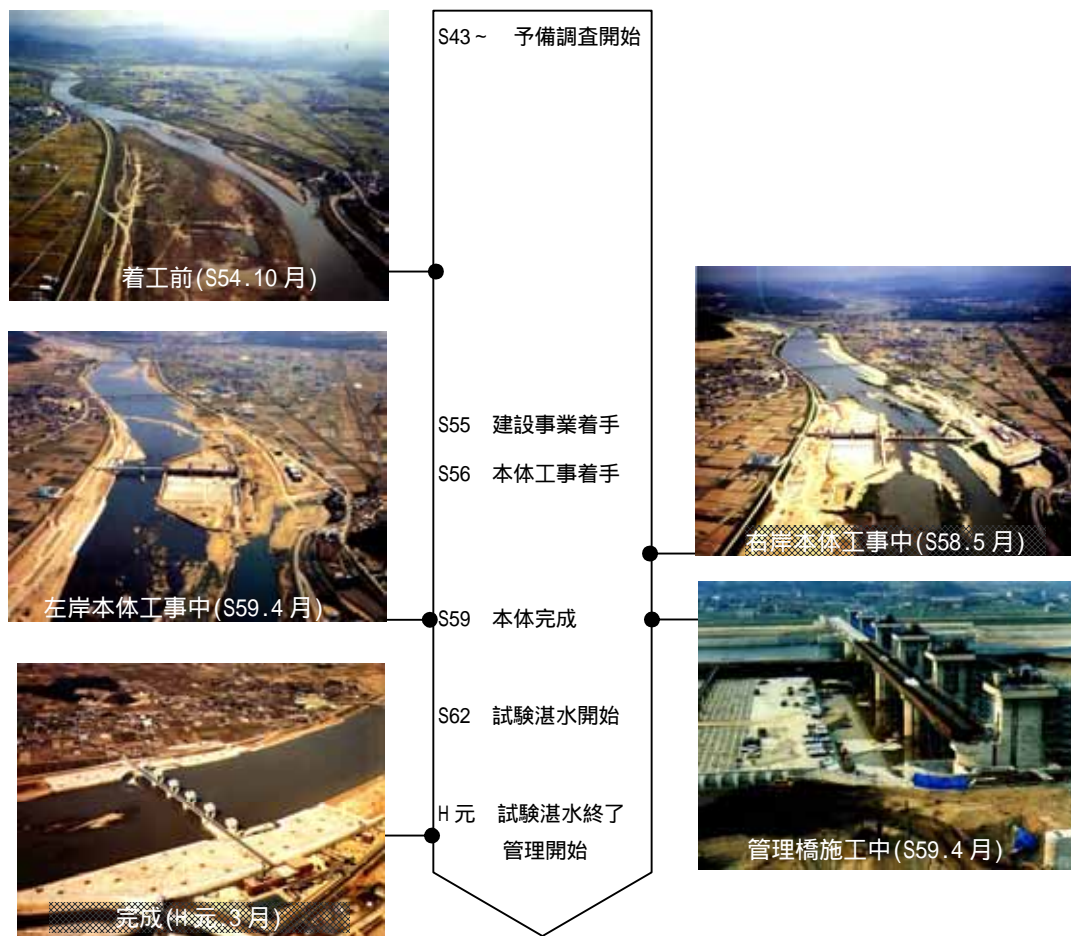 S43～ 予備調査開始
着工前(S54.10月)
S55 建設事業着手
S56 本体工事着手
右岸本体工事中(S58.5月)
左岸本体工事中(S59.4月)
S59 本体完成
S62 試験湛水開始
H元 試験湛水終了
管理開始
管理橋施工中(S59.4月)
完成(H元.3月)